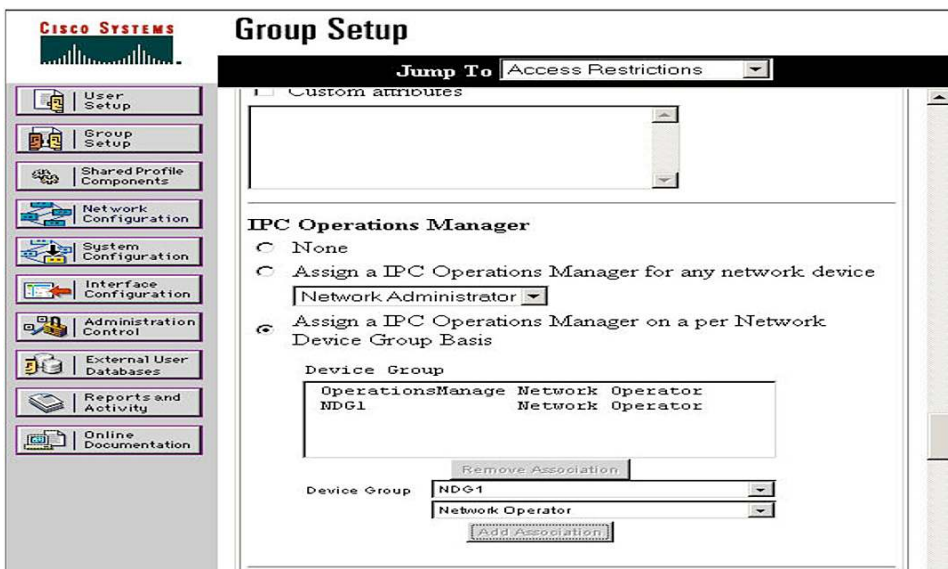 CISCO SYSTEMS
Group Setup
Jump To Access Restrictions
User
Setup
Group
Setup
Shared Profile
Components
Network
Configuration
System
Configuration
Interface
Configuration
Administration
Control
External User
Databases
Reports and
Activity
Online
Documentation
Custom attributes
IPC Operations Manager
None
Assign a IPC Operations Manager for any network device
Network Administrator
Assign a IPC Operations Manager on a per Network
Device Group Basis
Device Group
OperationsManage Network Operator
NDG1 Network Operator
Remove Association
Device Group NDG1
Network Operator
Add Association